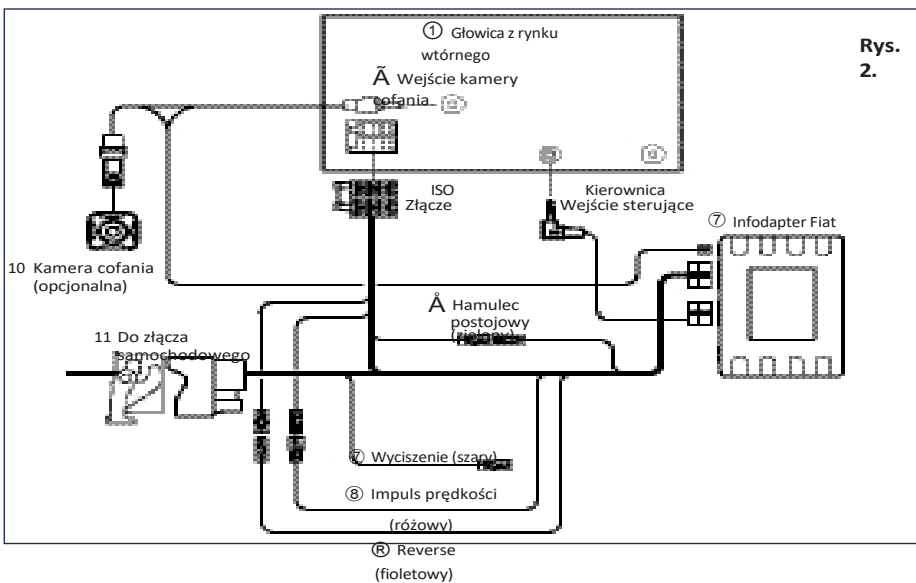 ① Głowica z rynku
wtórnego
Rys.
2.
Ã Wejście kamery
cofania
ISO
Złącze
Kierownica
Wejście sterujące
⑦ Infodapter Fiat
10 Kamera cofania
(opcjonalna)
Å Hamulec
postojowy
(zielony)
11 Do złącza
samochodowego
⑦ Wyciszenie (szary)
⑧ Impuls prędkości
(różowy)
® Reverse
(fioletowy)